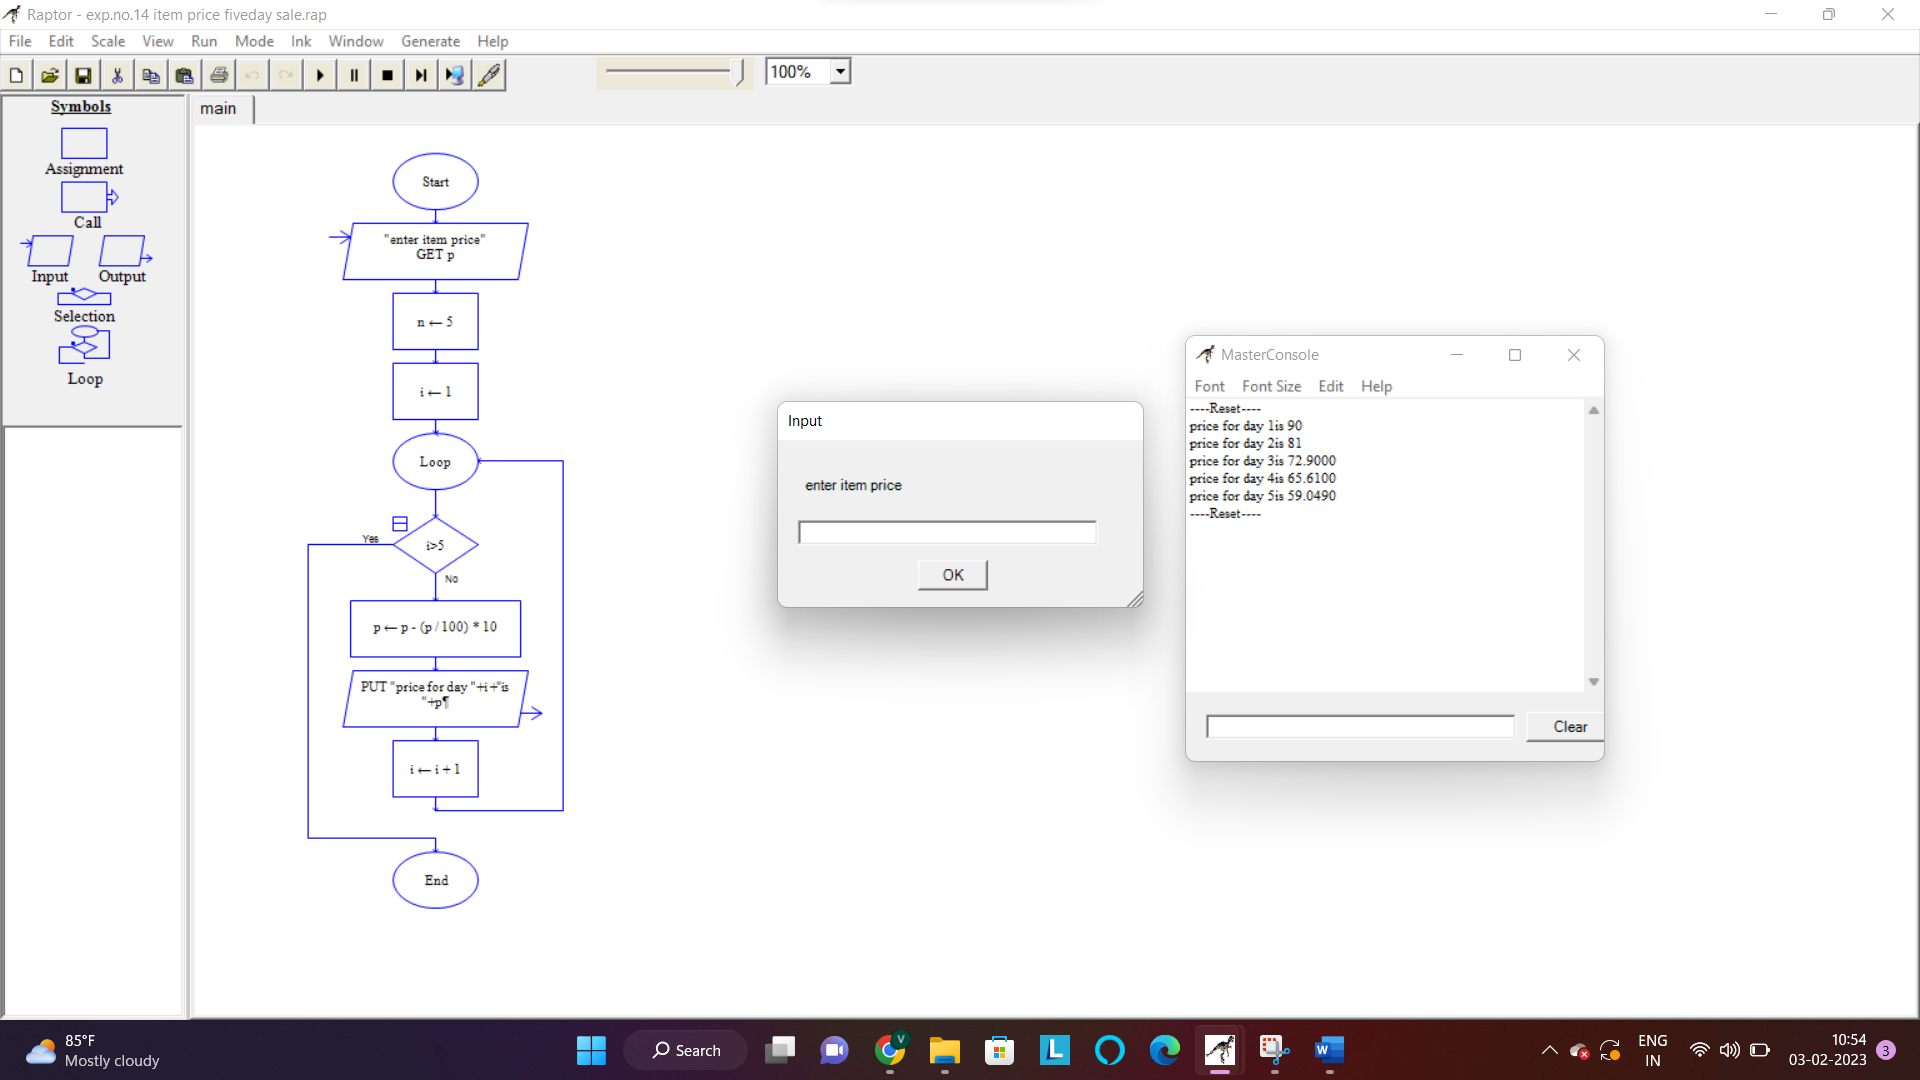 Raptor - exp.no.14 item price fiveday sale.rap
File Edit Scale View Run Mode Ink Window Generate Help
100%
Symbols
Assignment
Call
Input Output
Selection
Loop
main
Start
"enter item price"
GET p
n ← 5
i ← 1
Loop
Yes
i>5
No
p ← p - (p / 100) * 10
PUT "price for day "+i +"is
"+p¶
i ← i + 1
End
Input
enter item price
OK
MasterConsole
Font Font Size Edit Help
----Reset----
price for day 1is 90
price for day 2is 81
price for day 3is 72.9000
price for day 4is 65.6100
price for day 5is 59.0490
----Reset----
Clear
85°F
Mostly cloudy
Search
V
L
W
ENG
IN
10:54
03-02-2023
3